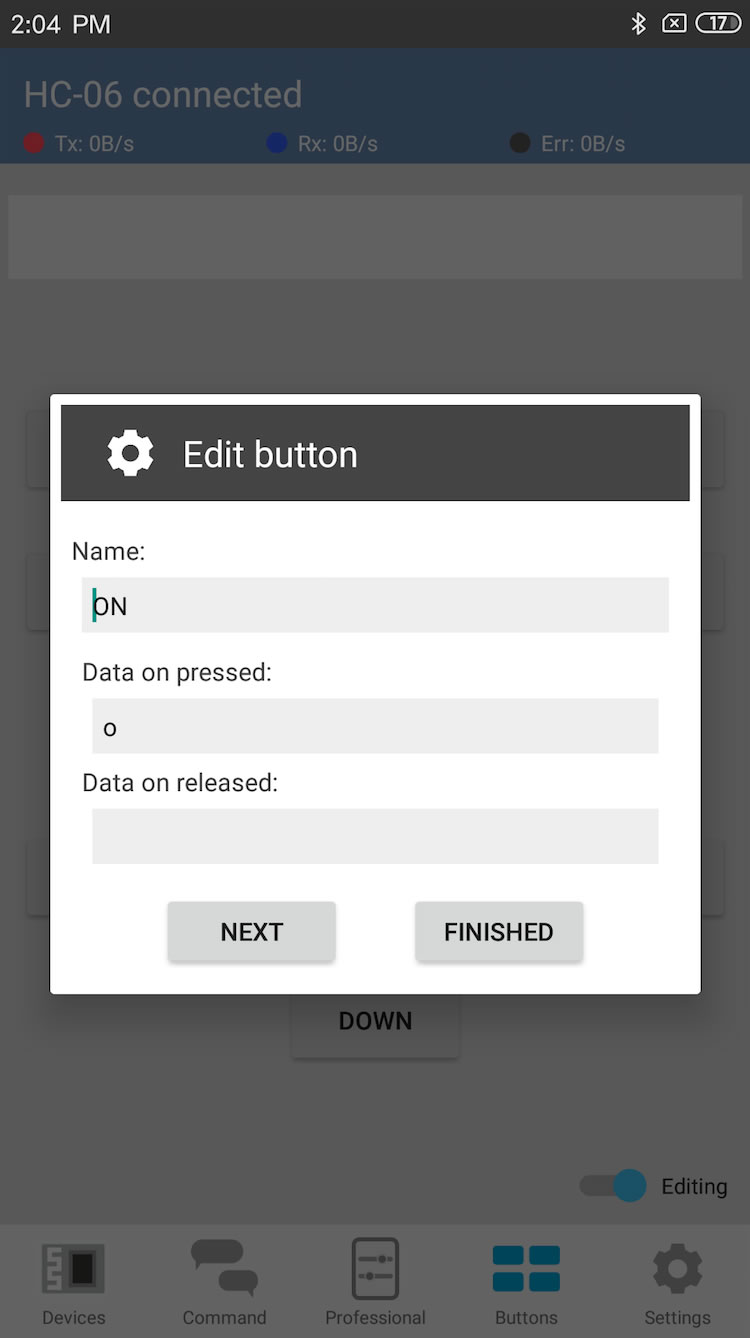 2:04 PM 17
HC-06 connected
Tx: 0B/s Rx: 0B/s Err: 0B/s
Edit button
Name:
ON
Data on pressed:
o
Data on released:
NEXT FINISHED
DOWN
Editing
Devices Command Professional Buttons Settings